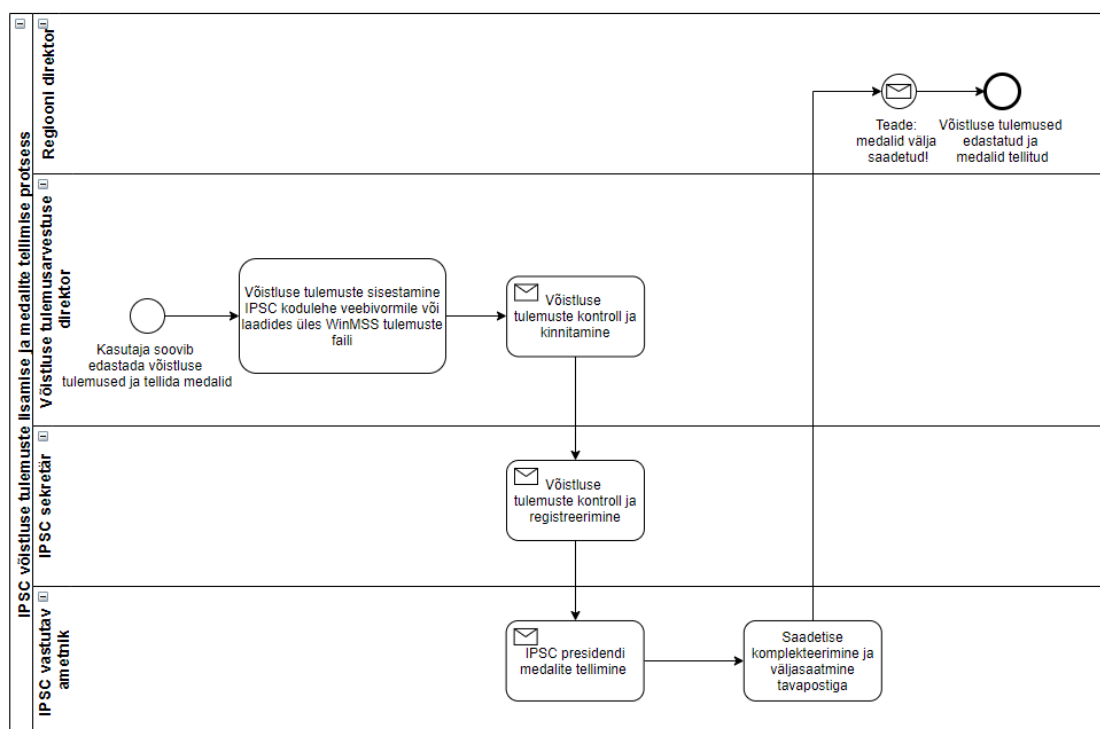 IPSC võistluse tulemuste lisamise ja medalite tellimise protsess
Regiooni direktor
Teade:
medalid välja
saadetud!
Võistluse tulemused
edastatud ja
medalid tellitud
Võistluse tulemusarvestuse
direktor
Kasutaja soovib
edastada võistluse
tulemused ja tellida medalid
Võistluse tulemuste sisestamine
IPSC kodulehe veebivormile või
laadides üles WinMSS tulemuste
faili
Võistluse
tulemuste kontroll ja
kinnitamine
IPSC sekretär
Võistluse
tulemuste kontroll ja
registreerimine
IPSC vastutav
ametnik
IPSC presidendi
medalite tellimine
Saadetise
komplekteerimine ja
väljasaatmine
tavapostiga